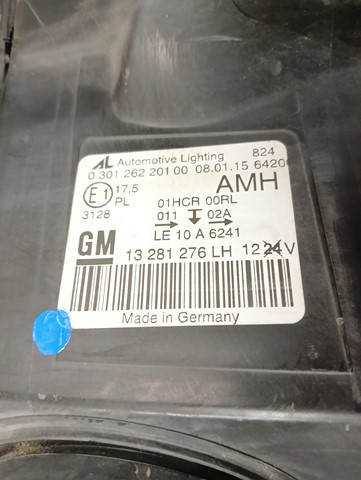 AL Automotive Lighting 824
0 301 262 201 00 08.01.15 6420
E1 17,5 AMH
PL 01HCR 00RL
3128 011 02A
LE 10 A 6241
GM 13 281 276 LH 12 24 V
Made in Germany